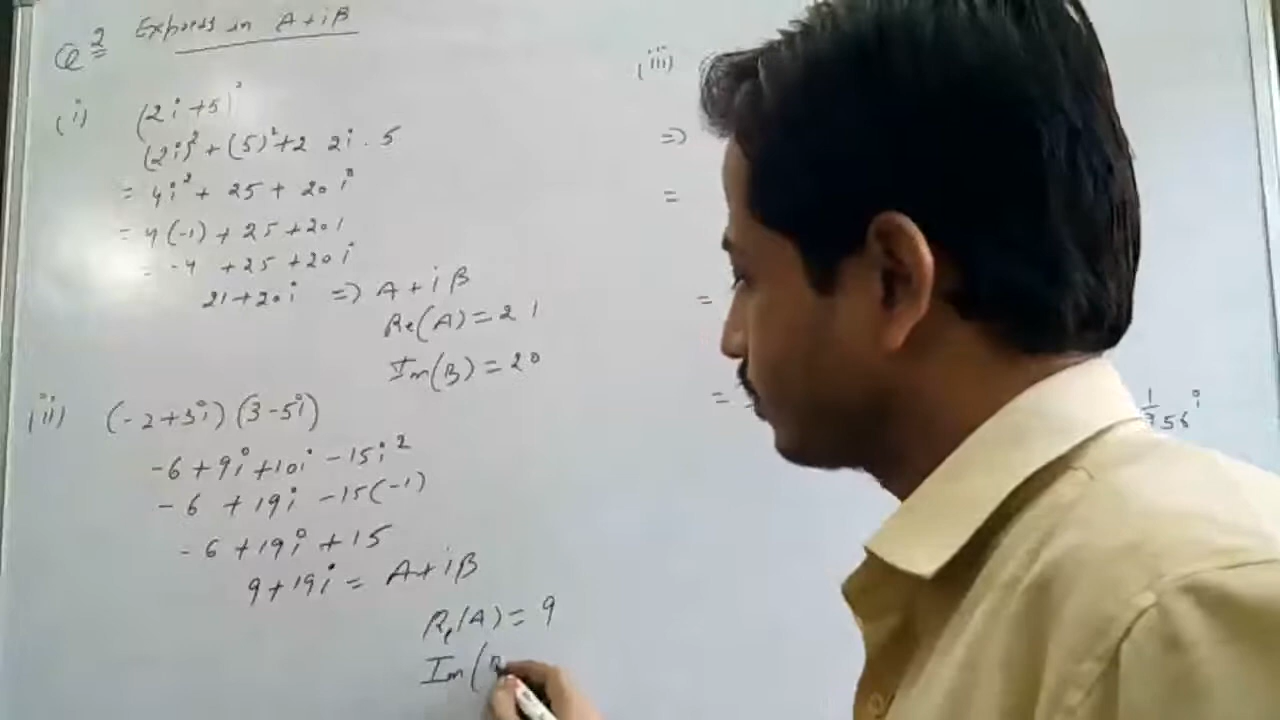 Q 2 Express in A+iB
(i) (2i+5)²
(2i)² + (5)² + 2 2i . 5
= 4i² + 25 + 20i
= 4(-1) + 25 + 20i
= -4 + 25 + 20i
21+20i => A+iB
Re(A) = 21
Im(B) = 20
(ii) (-2+3i)(3-5i)
-6+9i+10i -15i²
-6 +19i -15(-1)
-6 +19i +15
9+19i = A+iB
Re(A) = 9
Im(
(iii)
=>
=
=
=
56i